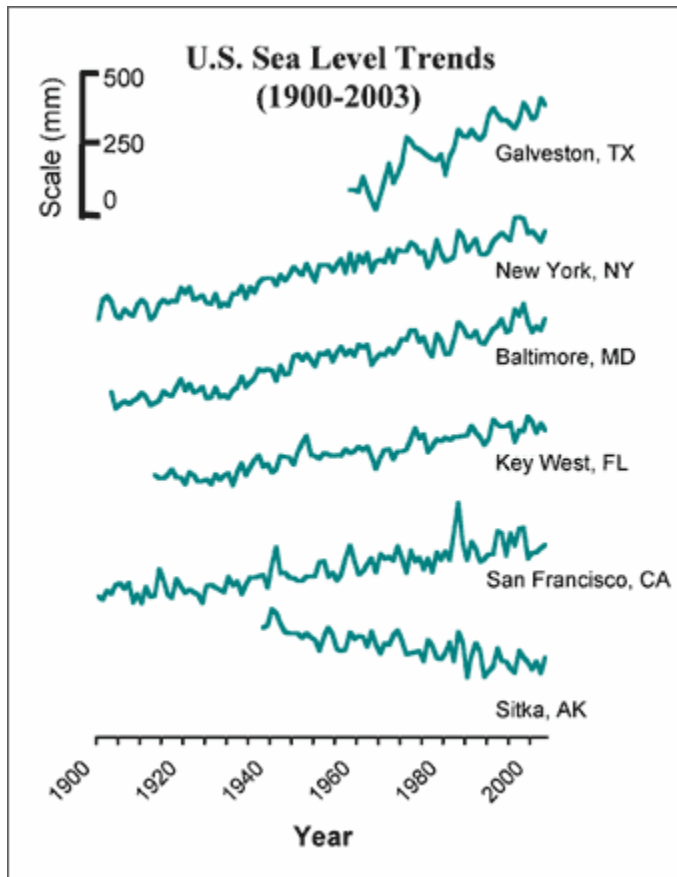 U.S. Sea Level Trends
(1900-2003)
Scale (mm)
500
250
0
Galveston, TX
New York, NY
Baltimore, MD
Key West, FL
San Francisco, CA
Sitka, AK
1900
1920
1940
1960
1980
2000
Year